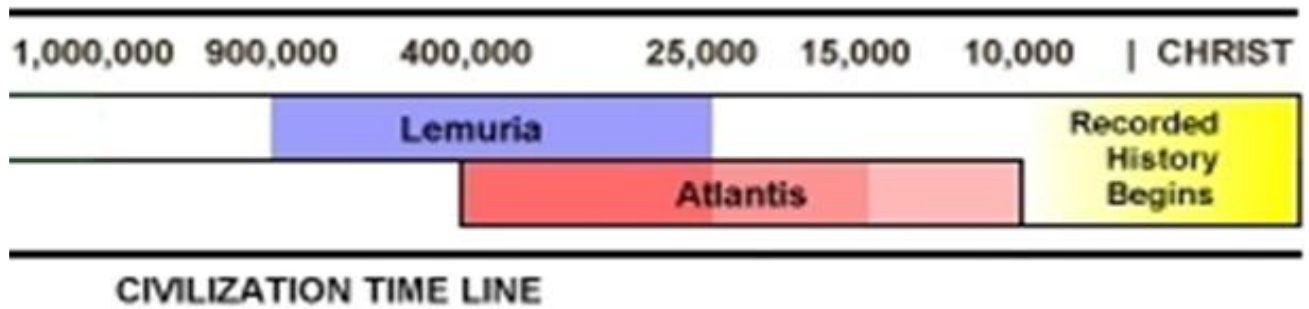 1,000,000 900,000 400,000 25,000 15,000 10,000 | CHRIST
Lemuria
Atlantis
Recorded
History
Begins
CIVILIZATION TIME LINE